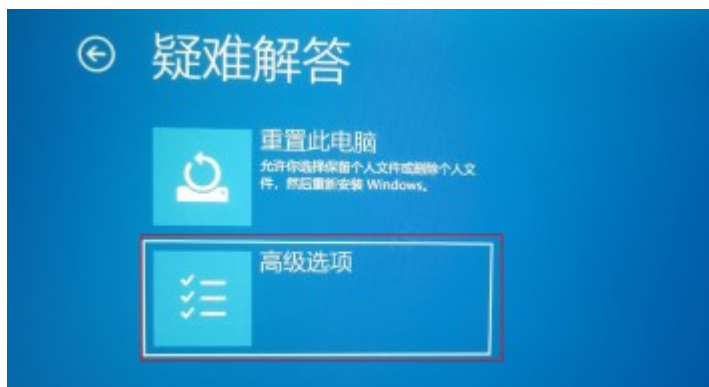 疑难解答
重置此电脑
允许你选择保留个人文件或删除个人文
件，然后重新安装 Windows。
高级选项